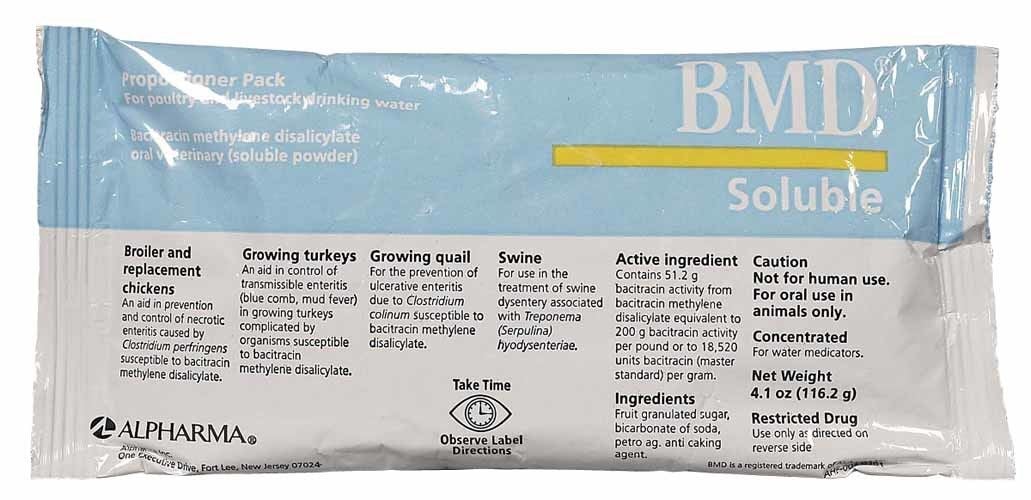 Proportioner Pack
For poultry and livestock drinking water
Bacitracin methylene disalicylate
oral veterinary (soluble powder)
BMD®
Soluble
Broiler and
replacement
chickens
An aid in prevention
and control of necrotic
enteritis caused by
Clostridium perfringens
susceptible to bacitracin
methylene disalicylate.
Growing turkeys
An aid in control of
transmissible enteritis
(blue comb, mud fever)
in growing turkeys
complicated by
organisms susceptible
to bacitracin
methylene disalicylate.
Growing quail
For the prevention of
ulcerative enteritis
due to Clostridium
colinum susceptible to
bacitracin methylene
disalicylate.
Swine
For use in the
treatment of swine
dysentery associated
with Treponema
(Serpulina)
hyodysenteriae.
Active ingredient
Contains 51.2 g
bacitracin activity from
bacitracin methylene
disalicylate equivalent to
200 g bacitracin activity
per pound or to 18,520
units bacitracin (master
standard) per gram.
Ingredients
Fruit granulated sugar,
bicarbonate of soda,
petro ag. anti caking
agent.
Caution
Not for human use.
For oral use in
animals only.
Concentrated
For water medicators.
Net Weight
4.1 oz (116.2 g)
Restricted Drug
Use only as directed on
reverse side
Take Time
Observe Label
Directions
ALPHARMA®
Alpharma Inc.
One Executive Drive, Fort Lee, New Jersey 07024
BMD is a registered trademark of